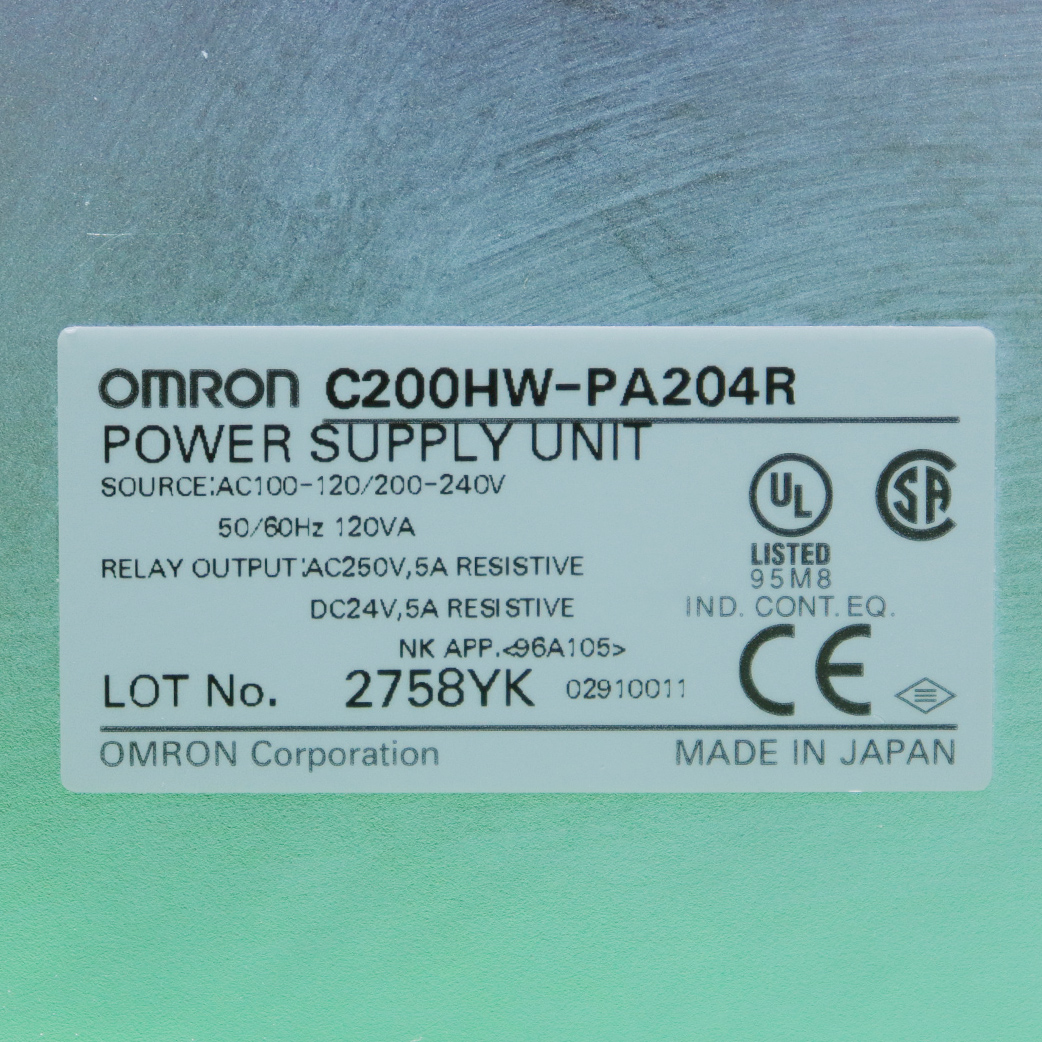 OMRON C200HW-PA204R
POWER SUPPLY UNIT
SOURCE:AC100-120/200-240V
50/60Hz 120VA
RELAY OUTPUT:AC250V,5A RESISTIVE
DC24V,5A RESISTIVE
NK APP.<96A105>
UL
LISTED
95M8
IND. CONT. EQ.
SA
CE
LOT No. 2758YK 02910011
OMRON Corporation MADE IN JAPAN